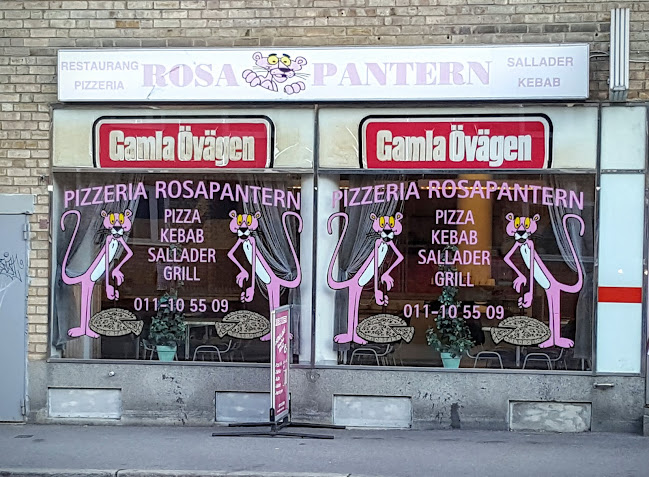 RESTAURANG
PIZZERIA
ROSA PANTERN
SALLADER
KEBAB
Gamla Övägen
Gamla Övägen
PIZZERIA ROSAPANTERN
PIZZA
KEBAB
SALLADER
GRILL
011-10 55 09
PIZZERIA ROSAPANTERN
PIZZA
KEBAB
SALLADER
GRILL
011-10 55 09